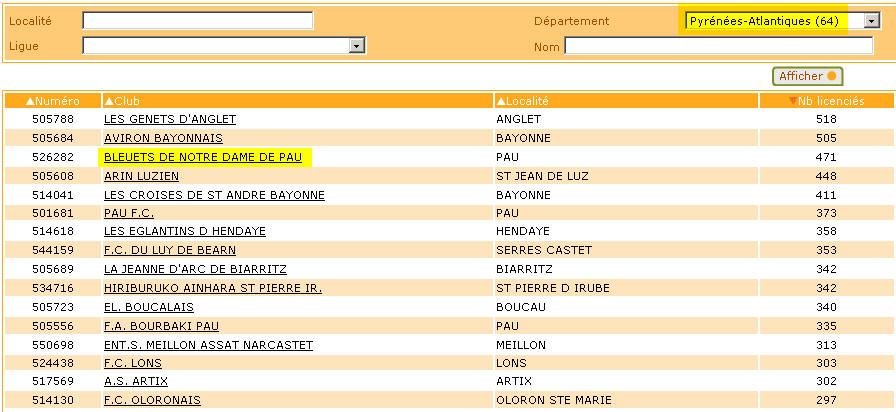 Localité Département Pyrénées-Atlantiques (64)
Ligue Nom
Afficher
Numéro Club Localité Nb licenciés
505788 LES GENETS D'ANGLET ANGLET 518
505684 AVIRON BAYONNAIS BAYONNE 505
526282 BLEUETS DE NOTRE DAME DE PAU PAU 471
505608 ARIN LUZIEN ST JEAN DE LUZ 448
514041 LES CROISES DE ST ANDRE BAYONNE BAYONNE 411
501681 PAU F.C. PAU 373
514618 LES EGLANTINS D HENDAYE HENDAYE 358
544159 F.C. DU LUY DE BEARN SERRES CASTET 353
505689 LA JEANNE D'ARC DE BIARRITZ BIARRITZ 342
534716 HIRIBURUKO AINHARA ST PIERRE IR. ST PIERRE D IRUBE 342
505723 EL. BOUCALAIS BOUCAU 340
505556 F.A. BOURBAKI PAU PAU 335
550698 ENT.S. MEILLON ASSAT NARCASTET MEILLON 313
524438 F.C. LONS LONS 303
517569 A.S. ARTIX ARTIX 302
514130 F.C. OLORONAIS OLORON STE MARIE 297